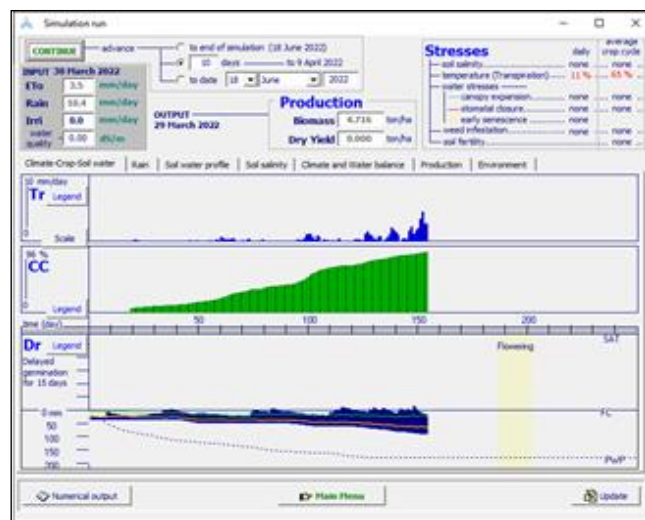 Simulation run
CONTINUE
advance
to end of simulation (18 June 2022)
10 days to 9 April 2022
to date 18 June 2022
INPUT 30 March 2022
ETo 3.5 mm/day
Rain 10.4 mm/day
Irri 0.0 mm/day
water quality 0.00 dS/m
OUTPUT
29 March 2022
Production
Biomass 6.716 ton/ha
Dry Yield 0.000 ton/ha
Stresses daily average crop cycle
soil salinity none none
temperature (Transpiration) 11 % 65 %
water stresses
canopy expansion none none
stomatal closure none none
early senescence none
weed infestation none none
soil fertility none none
Climate-Crop-Soil water Rain Soil water profile Soil salinity Climate and Water balance Production Environment
10 mm/day
Tr Legend
0 Scale
96 %
CC
0 Legend
time (day) 50 100 150 200
Dr Legend
Delayed
germination
for 15 days
Flowering
SAT
0 mm
FC
50
100
150
PWP
200
Numerical output
Main Menu
Update